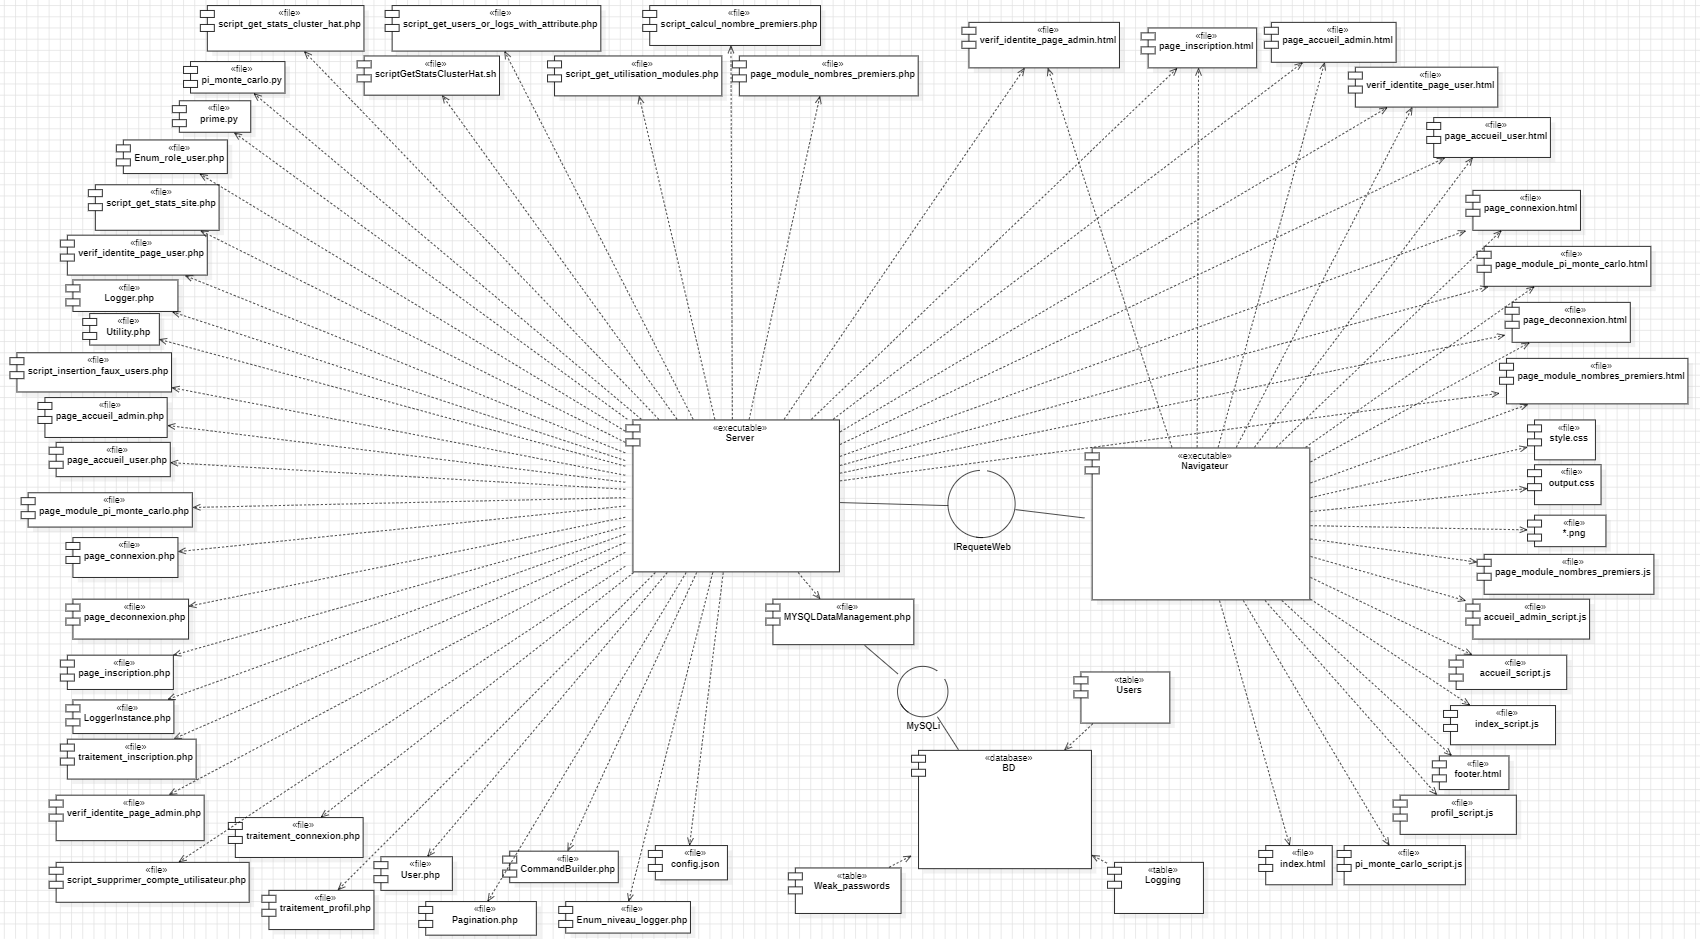 «file»
script_get_stats_cluster_hat.php
«file»
script_get_users_or_logs_with_attribute.php
«file»
script_calcul_nombre_premiers.php
«file»
verif_identite_page_admin.html
«file»
page_inscription.html
«file»
page_accueil_admin.html
«file»
pi_monte_carlo.py
«file»
scriptGetStatsClusterHat.sh
«file»
script_get_utilisation_modules.php
«file»
page_module_nombres_premiers.php
«file»
verif_identite_page_user.html
«file»
prime.py
«file»
page_accueil_user.html
«file»
Enum_role_user.php
«file»
script_get_stats_site.php
«file»
page_connexion.html
«file»
verif_identite_page_user.php
«file»
page_module_pi_monte_carlo.html
«file»
Logger.php
«file»
page_deconnexion.html
«file»
Utility.php
«file»
script_insertion_faux_users.php
«file»
page_module_nombres_premiers.html
«file»
page_accueil_admin.php
«executable»
Server
«file»
style.css
«file»
page_accueil_user.php
«executable»
Navigateur
«file»
output.css
«file»
page_module_pi_monte_carlo.php
«file»
*.png
IRequeteWeb
«file»
page_connexion.php
«file»
page_module_nombres_premiers.js
«file»
page_deconnexion.php
«file»
MYSQLDataManagement.php
«file»
accueil_admin_script.js
«file»
page_inscription.php
«file»
accueil_script.js
«table»
Users
«file»
LoggerInstance.php
MySQLi
«file»
index_script.js
«file»
traitement_inscription.php
«database»
BD
«file»
footer.html
«file»
verif_identite_page_admin.php
«file»
profil_script.js
«file»
traitement_connexion.php
«file»
script_supprimer_compte_utilisateur.php
«file»
User.php
«file»
CommandBuilder.php
«file»
config.json
«file»
index.html
«file»
pi_monte_carlo_script.js
«table»
Weak_passwords
«table»
Logging
«file»
traitement_profil.php
«file»
Pagination.php
«file»
Enum_niveau_logger.php